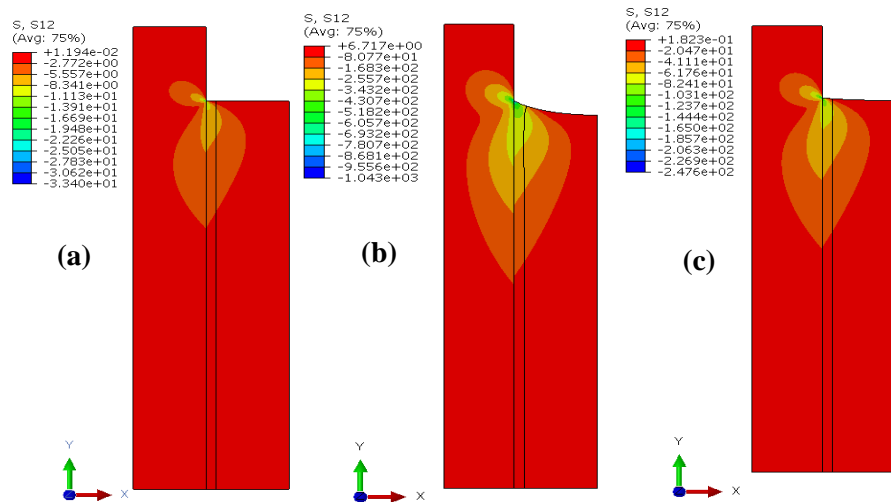 S, S12
(Avg: 75%)
+1.194e-02
-2.772e+00
-5.557e+00
-8.341e+00
-1.113e+01
-1.391e+01
-1.669e+01
-1.948e+01
-2.226e+01
-2.505e+01
-2.783e+01
-3.062e+01
-3.340e+01
(a)
Y
X
S, S12
(Avg: 75%)
+6.717e+00
-8.077e+01
-1.683e+02
-2.557e+02
-3.432e+02
-4.307e+02
-5.182e+02
-6.057e+02
-6.932e+02
-7.807e+02
-8.681e+02
-9.556e+02
-1.043e+03
(b)
Y
X
S, S12
(Avg: 75%)
+1.823e-01
-2.047e+01
-4.111e+01
-6.176e+01
-8.241e+01
-1.031e+02
-1.237e+02
-1.444e+02
-1.650e+02
-1.857e+02
-2.063e+02
-2.269e+02
-2.476e+02
(c)
Y
X